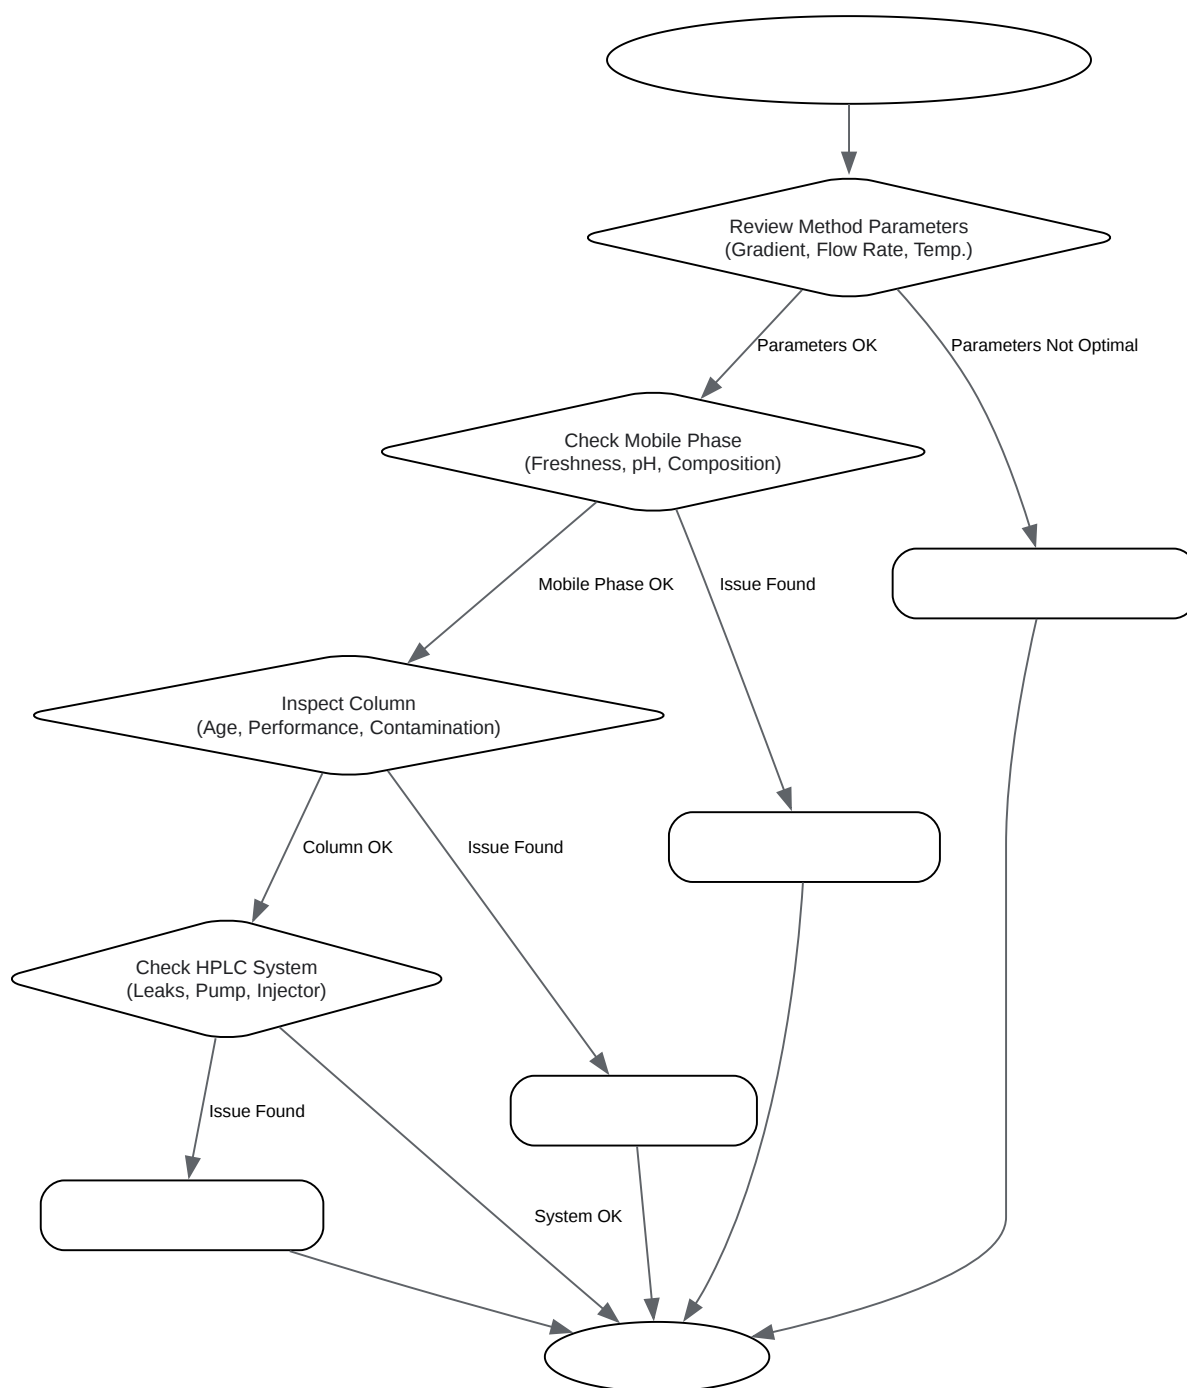 Review Method Parameters
(Gradient, Flow Rate, Temp.)
Parameters OK
Parameters Not Optimal
Check Mobile Phase
(Freshness, pH, Composition)
Mobile Phase OK
Issue Found
Inspect Column
(Age, Performance, Contamination)
Column OK
Issue Found
Check HPLC System
(Leaks, Pump, Injector)
Issue Found
System OK